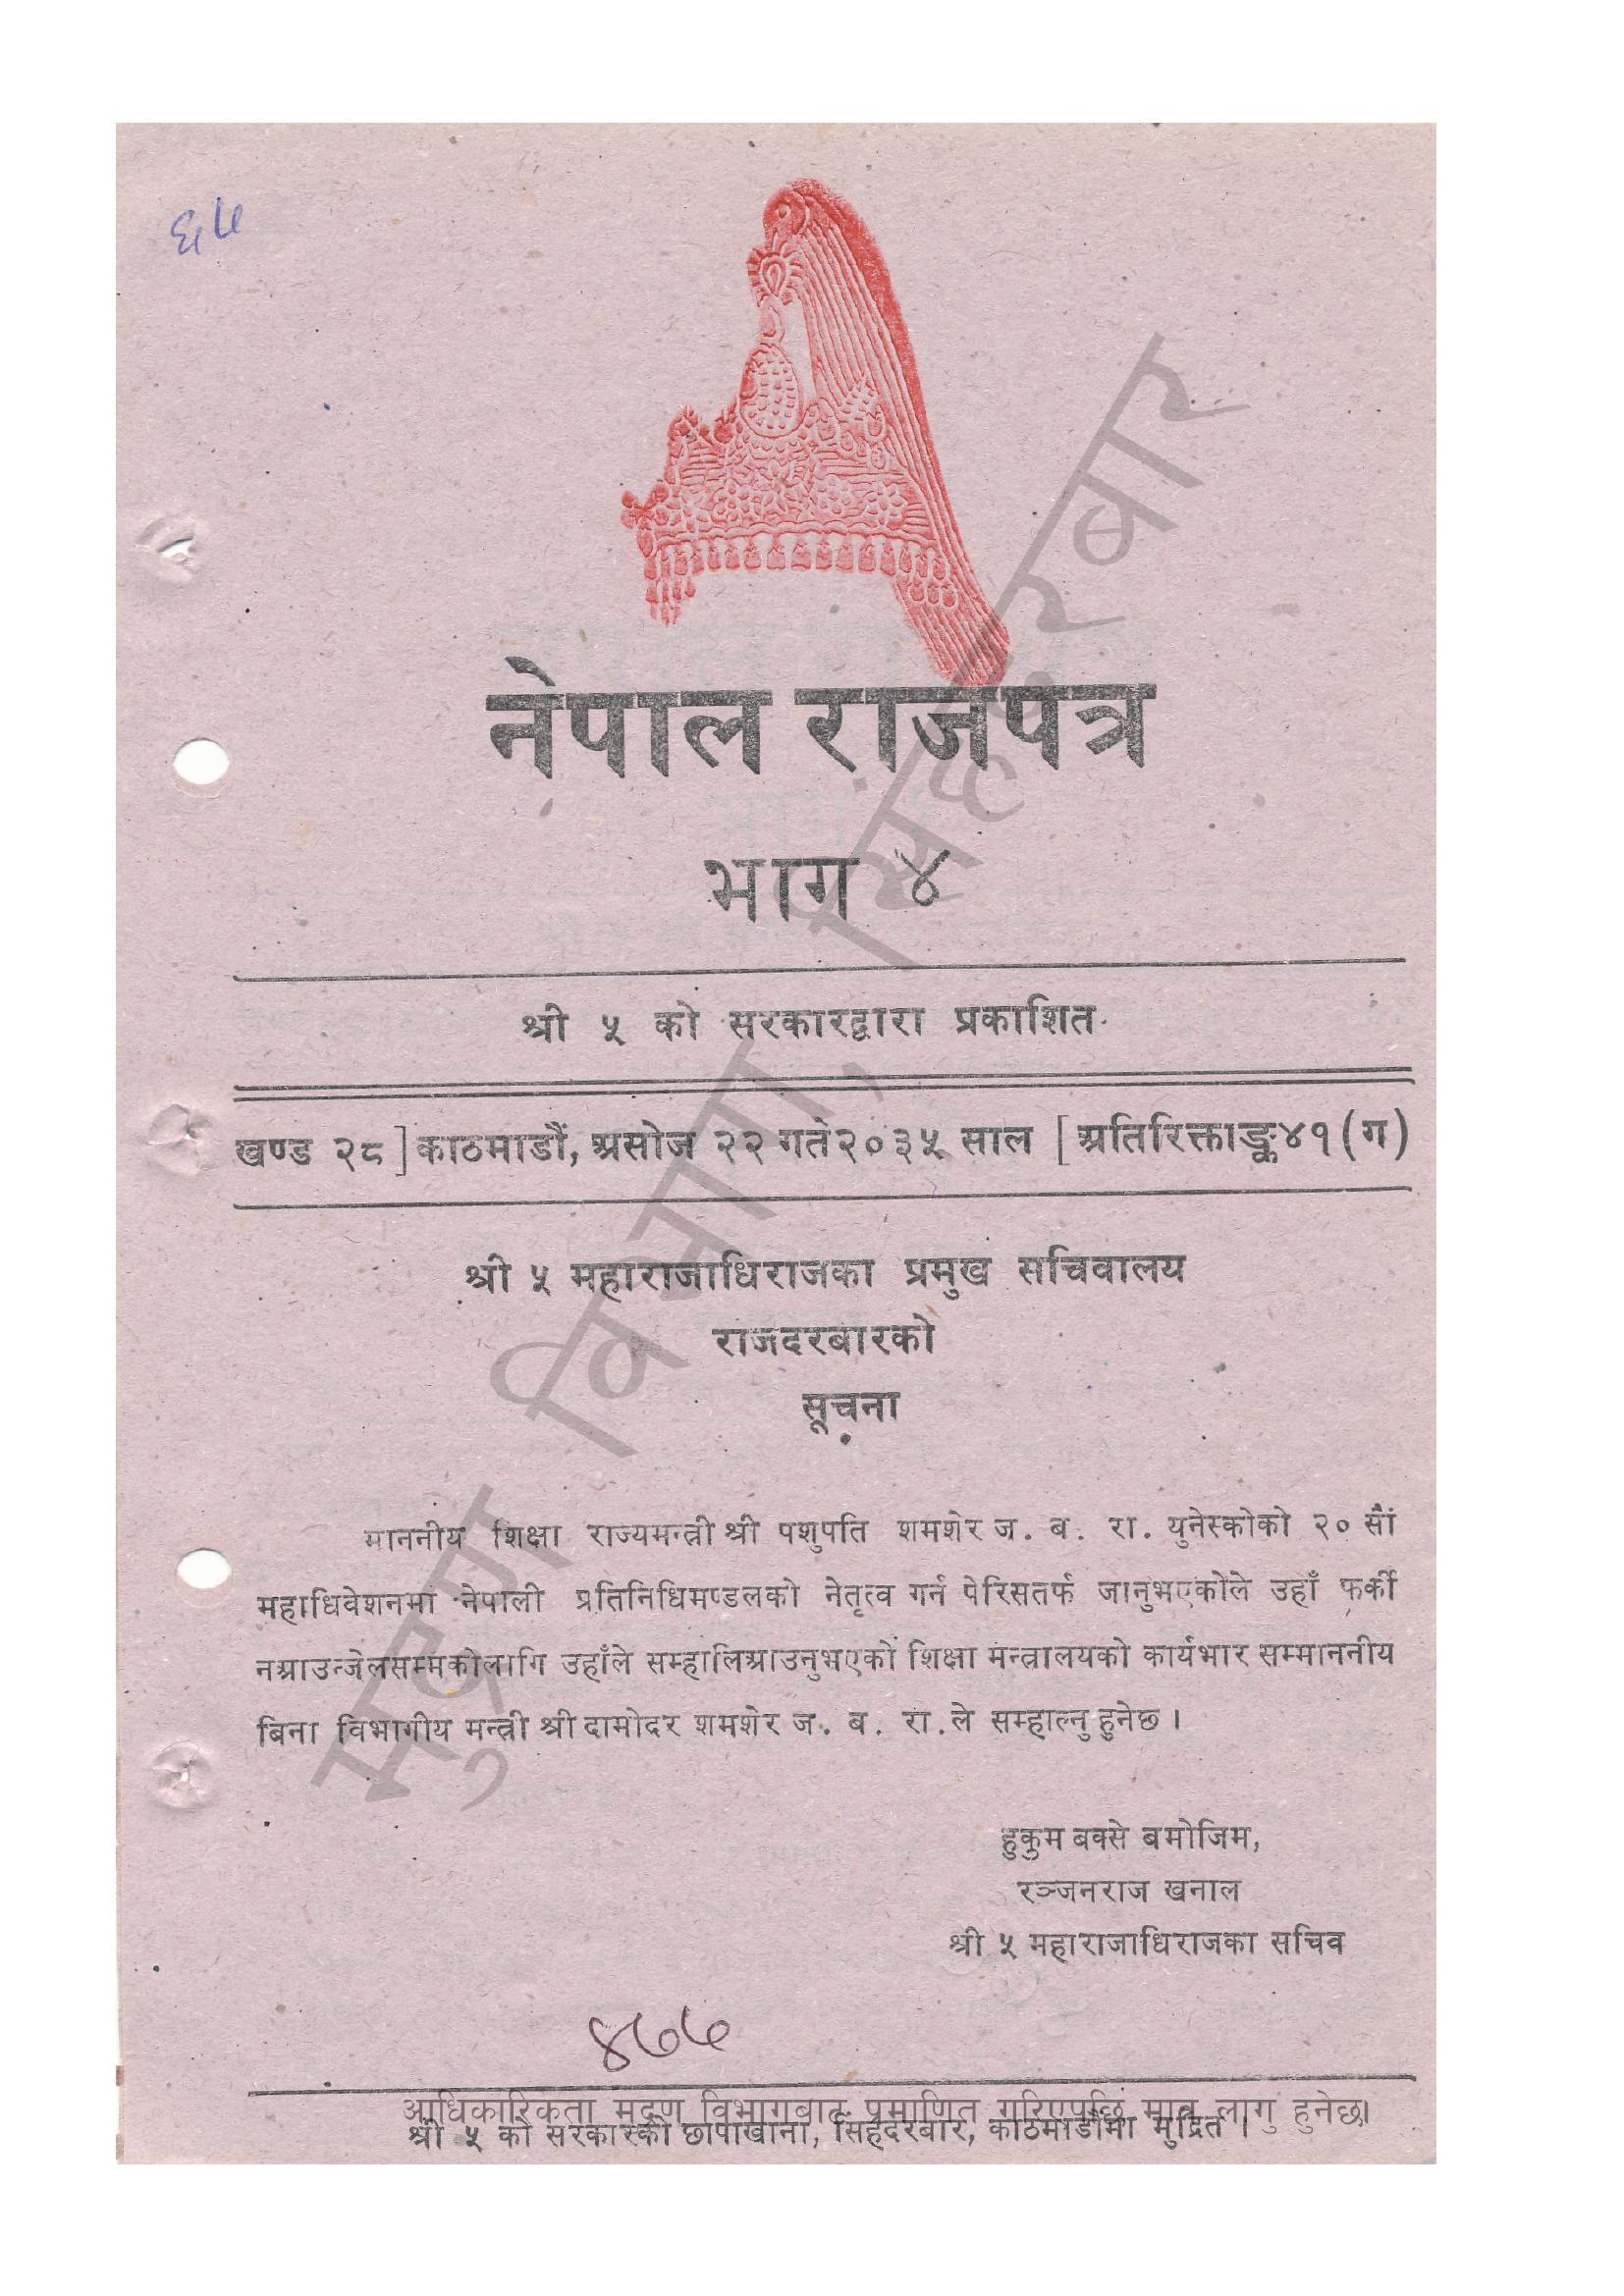 ६५
नेपाल राजपत्र
भाग ४
श्री ५ को सरकारद्वारा प्रकाशित
खण्ड २८ ] काठमाडौं, असोज २२ गते २०३५ साल [ अतिरिक्ताङ्क ४१ (ग)
श्री ५ महाराजाधिराजका प्रमुख सचिवालय
राजदरबारको
सूचना
माननीय शिक्षा राज्यमन्त्री श्री पशुपति शमशेर ज. ब. रा. युनेस्कोको २० सौं
महाधिवेशनमा नेपाली प्रतिनिधिमण्डलको नेतृत्व गर्न पेरिसतर्फ जानुभएकोले उहाँ फर्की
नआउन्जेलसम्मकोलागि उहाँले सम्हालिआउनुभएको शिक्षा मन्त्रालयको कार्यभार सम्माननीय
बिना विभागीय मन्त्री श्री दामोदर शमशेर ज. ब. रा. ले सम्हाल्नु हुनेछ ।
हुकुम बक्से बमोजिम,
रञ्जनराज खनाल
श्री ५ महाराजाधिराजका सचिव
४७५
आधिकारिकता मुद्रण विभागबाट प्रमाणित गरिएपछि मात्र लागु हुनेछ।
श्री ५ को सरकारको छापाखाना, सिंहदरबार, काठमाडौंमा मुद्रित ।
मुद्रण विभाग, सिंहदरबार